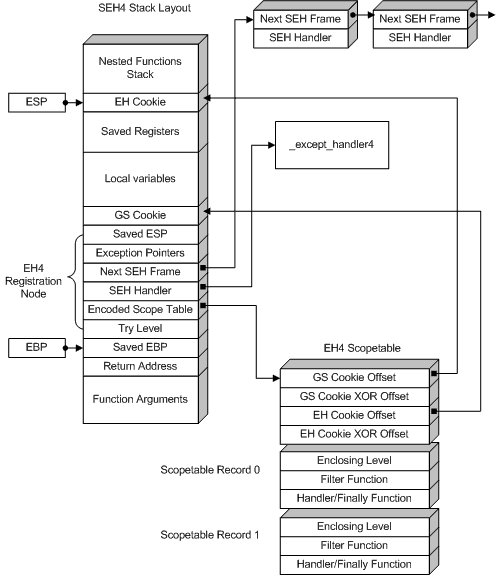 SEH4 Stack Layout
Next SEH Frame
SEH Handler
Next SEH Frame
SEH Handler
Nested Functions
Stack
ESP
EH Cookie
Saved Registers
_except_handler4
Local variables
GS Cookie
Saved ESP
Exception Pointers
EH4
Registration
Node
Next SEH Frame
SEH Handler
Encoded Scope Table
Try Level
EBP
Saved EBP
Return Address
Function Arguments
EH4 Scopetable
GS Cookie Offset
GS Cookie XOR Offset
EH Cookie Offset
EH Cookie XOR Offset
Scopetable Record 0
Enclosing Level
Filter Function
Handler/Finally Function
Scopetable Record 1
Enclosing Level
Filter Function
Handler/Finally Function